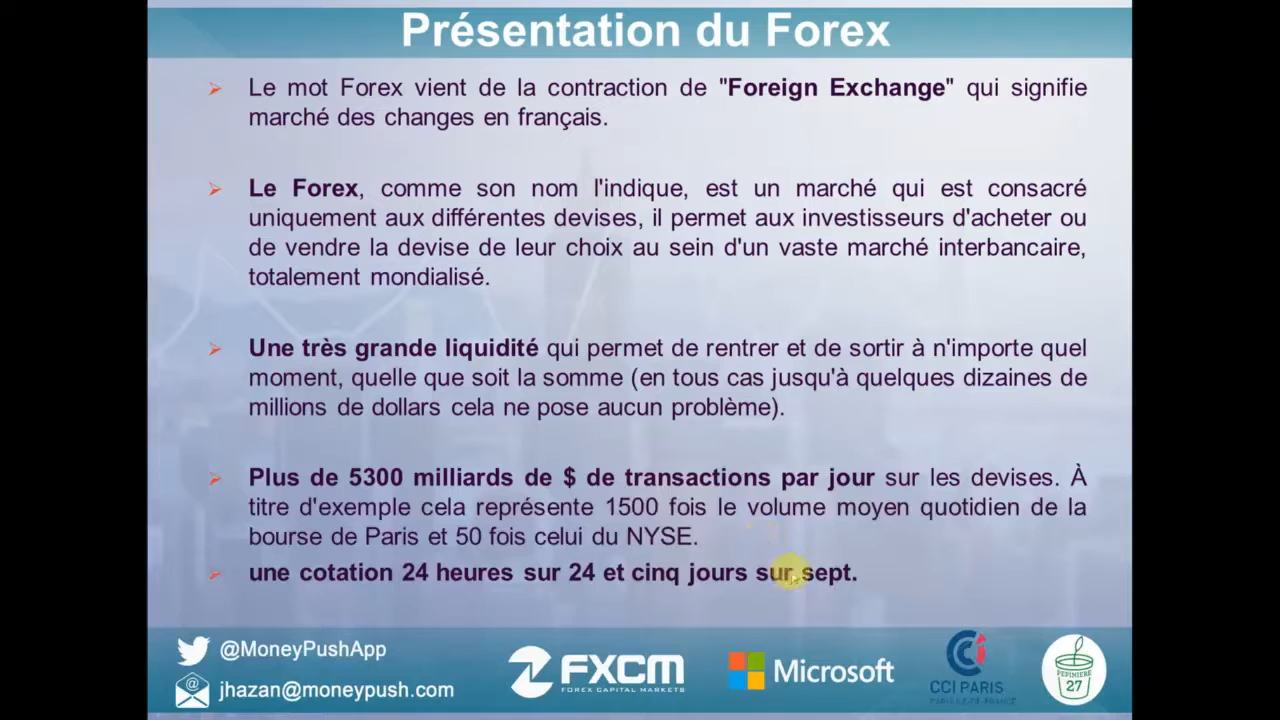 Présentation du Forex
Le mot Forex vient de la contraction de "Foreign Exchange" qui signifie
marché des changes en français.
Le Forex, comme son nom l'indique, est un marché qui est consacré
uniquement aux différentes devises, il permet aux investisseurs d'acheter ou
de vendre la devise de leur choix au sein d'un vaste marché interbancaire,
totalement mondialisé.
Une très grande liquidité qui permet de rentrer et de sortir à n'importe quel
moment, quelle que soit la somme (en tous cas jusqu'à quelques dizaines de
millions de dollars cela ne pose aucun problème).
Plus de 5300 milliards de $ de transactions par jour sur les devises. À
titre d'exemple cela représente 1500 fois le volume moyen quotidien de la
bourse de Paris et 50 fois celui du NYSE.
une cotation 24 heures sur 24 et cinq jours sur sept.
@MoneyPushApp
jhazan@moneypush.com
FXCM
FOREX CAPITAL MARKETS
Microsoft
CCI PARIS
PARIS ILE-DE-FRANCE
PEPINIERE
27